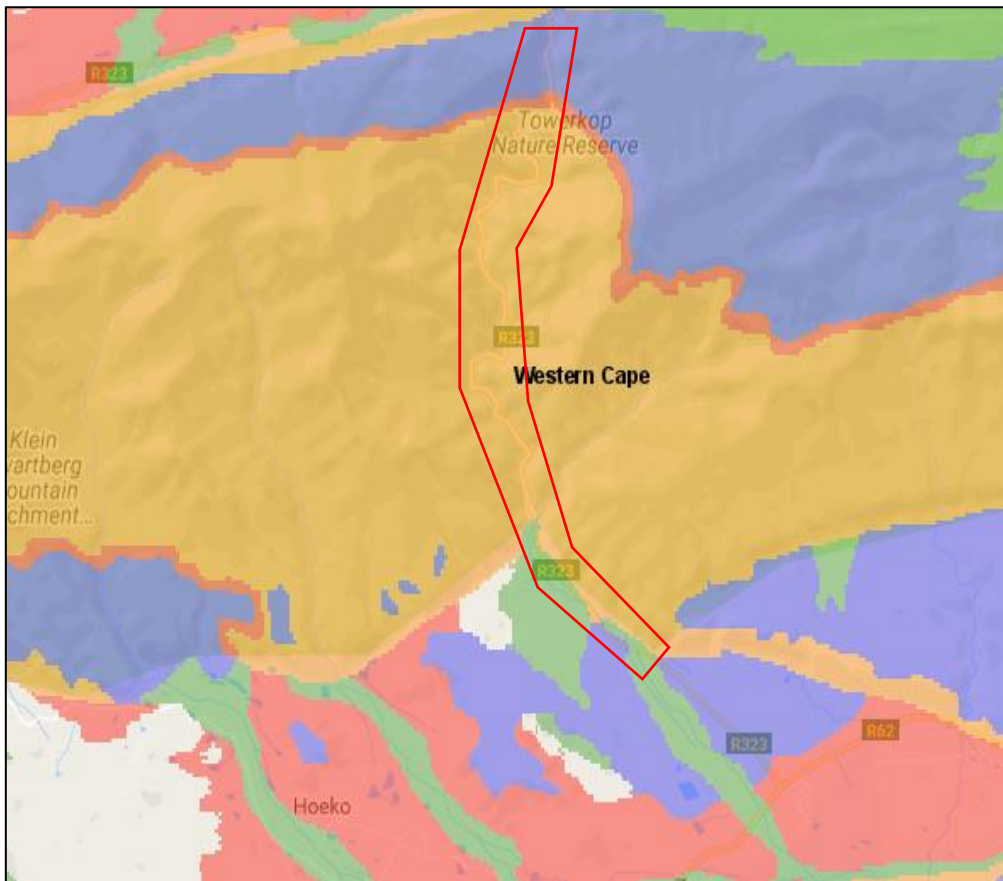 R323
Towerkop
Nature Reserve
R323
Western Cape
Klein
vartberg
ountain
chment...
R323
R62
R323
Hoeko